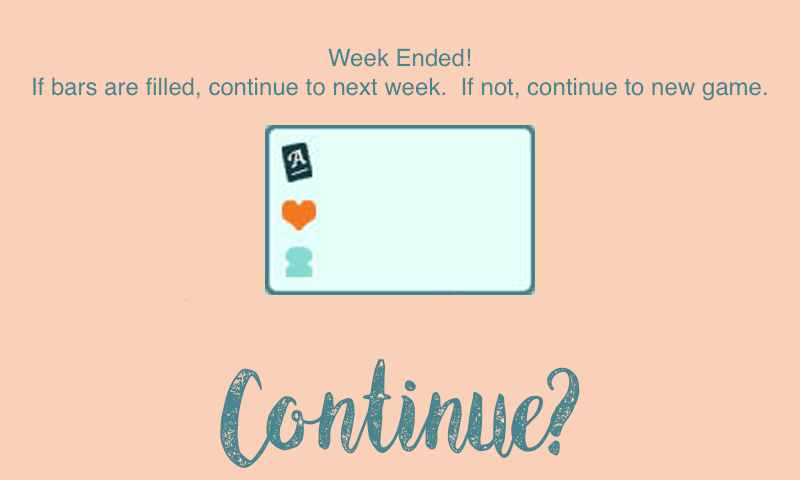 Week Ended!
If bars are filled, continue to next week.  If not, continue to new game.
A
Continue?